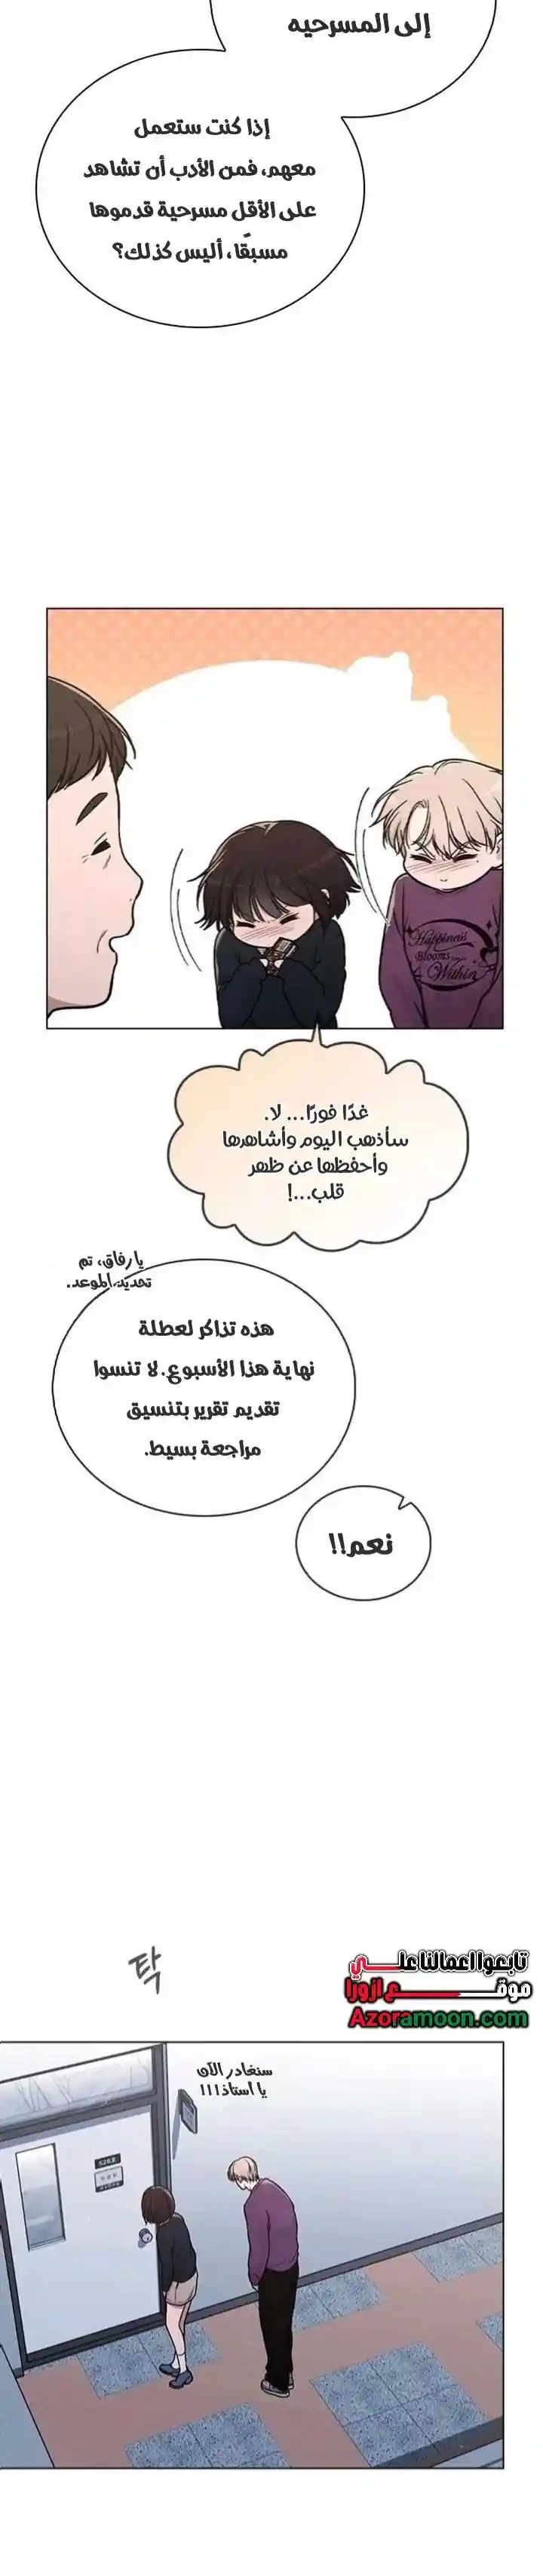 إلى المسرحيه
إذا كنت ستعمل
معهم، فمن الأدب أن تشاهد
على الأقل مسرحية قدموها
مسبقًا، أليس كذلك؟
Happiness
Blooms
Within
غدًا فورًا... لا.
سأذهب اليوم وأشاهدها
وأحفظها عن ظهر
قلب...!
يا رفاق، تم
تحديد الموعد.
هذه تذاكر لعطلة
نهاية هذا الأسبوع. لا تنسوا
تقديم تقرير بتنسيق
مراجعة بسيط.
نعم!!
탁
تابعوا اعمالنا علـــي
موقـــــع ازورا
Azoramoon.com
سنغادر الآن
يا أستاذ!!!